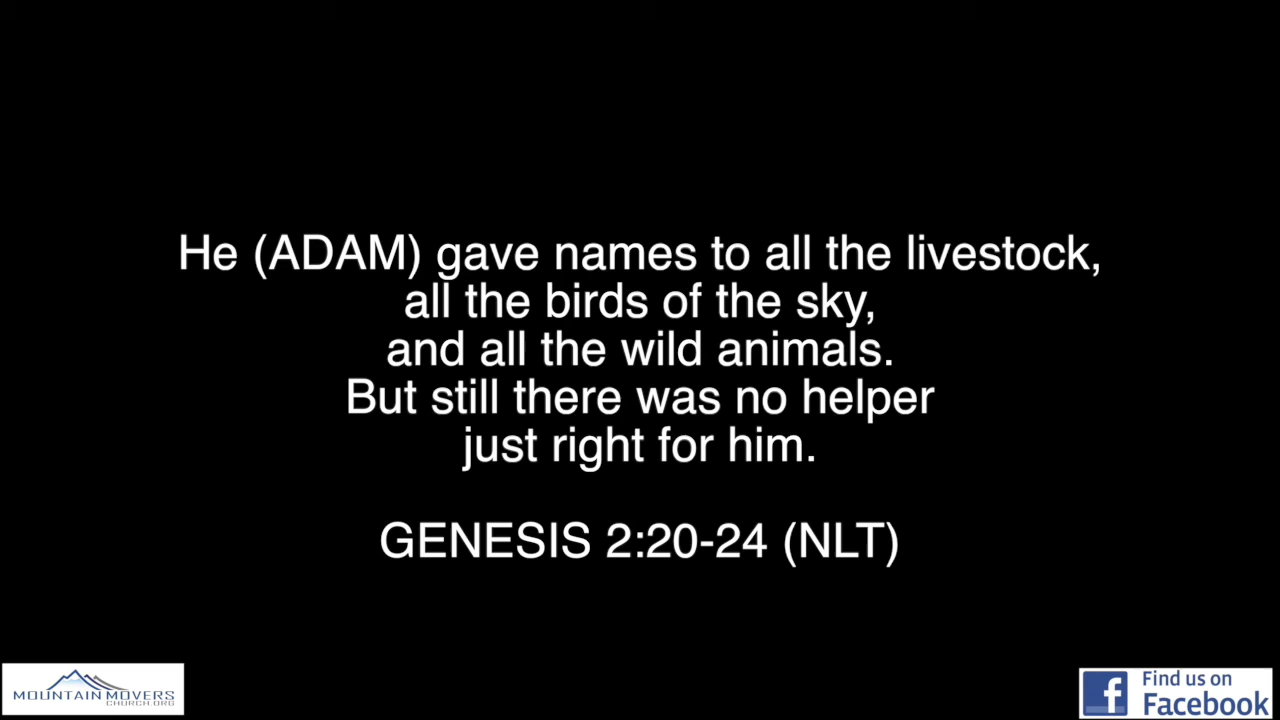 He (ADAM) gave names to all the livestock,
all the birds of the sky,
and all the wild animals.
But still there was no helper
just right for him.
GENESIS 2:20-24 (NLT)
MOUNTAIN MOVERS
CHURCH.ORG
Find us on
Facebook